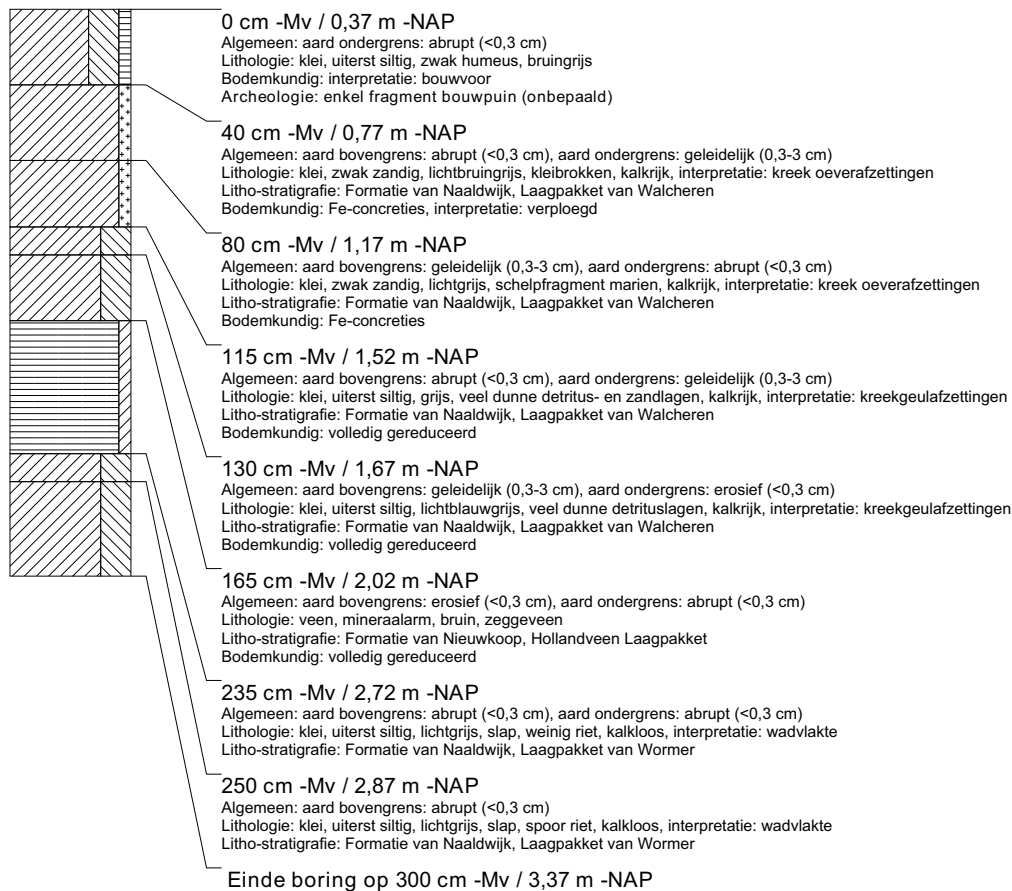 0 cm -Mv / 0,37 m -NAP
Algemeen: aard ondergrens: abrupt (<0,3 cm)
Lithologie: klei, uiterst siltig, zwak humeus, bruingrijs
Bodemkundig: interpretatie: bouwvoor
Archeologie: enkel fragment bouwpuin (onbepaald)
40 cm -Mv / 0,77 m -NAP
Algemeen: aard bovengrens: abrupt (<0,3 cm), aard ondergrens: geleidelijk (0,3-3 cm)
Lithologie: klei, zwak zandig, lichtbruingrijs, kleibrokken, kalkrijk, interpretatie: kreek oeverafzettingen
Litho-stratigrafie: Formatie van Naaldwijk, Laagpakket van Walcheren
Bodemkundig: Fe-concreties, interpretatie: verploegd
80 cm -Mv / 1,17 m -NAP
Algemeen: aard bovengrens: geleidelijk (0,3-3 cm), aard ondergrens: abrupt (<0,3 cm)
Lithologie: klei, zwak zandig, lichtgrijs, schelpfragment marien, kalkrijk, interpretatie: kreek oeverafzettingen
Litho-stratigrafie: Formatie van Naaldwijk, Laagpakket van Walcheren
Bodemkundig: Fe-concreties
115 cm -Mv / 1,52 m -NAP
Algemeen: aard bovengrens: abrupt (<0,3 cm), aard ondergrens: geleidelijk (0,3-3 cm)
Lithologie: klei, uiterst siltig, grijs, veel dunne detritus- en zandlagen, kalkrijk, interpretatie: kreekgeulafzettingen
Litho-stratigrafie: Formatie van Naaldwijk, Laagpakket van Walcheren
Bodemkundig: volledig gereduceerd
130 cm -Mv / 1,67 m -NAP
Algemeen: aard bovengrens: geleidelijk (0,3-3 cm), aard ondergrens: erosief (<0,3 cm)
Lithologie: klei, uiterst siltig, lichtblauwgrijs, veel dunne detrituslagen, kalkrijk, interpretatie: kreekgeulafzettingen
Litho-stratigrafie: Formatie van Naaldwijk, Laagpakket van Walcheren
Bodemkundig: volledig gereduceerd
165 cm -Mv / 2,02 m -NAP
Algemeen: aard bovengrens: erosief (<0,3 cm), aard ondergrens: abrupt (<0,3 cm)
Lithologie: veen, mineraalarm, bruin, zeggeveen
Litho-stratigrafie: Formatie van Nieuwkoop, Hollandveen Laagpakket
Bodemkundig: volledig gereduceerd
235 cm -Mv / 2,72 m -NAP
Algemeen: aard bovengrens: abrupt (<0,3 cm), aard ondergrens: abrupt (<0,3 cm)
Lithologie: klei, uiterst siltig, lichtgrijs, slap, weinig riet, kalkloos, interpretatie: wadvlakte
Litho-stratigrafie: Formatie van Naaldwijk, Laagpakket van Wormer
250 cm -Mv / 2,87 m -NAP
Algemeen: aard bovengrens: abrupt (<0,3 cm)
Lithologie: klei, uiterst siltig, lichtgrijs, slap, spoor riet, kalkloos, interpretatie: wadvlakte
Litho-stratigrafie: Formatie van Naaldwijk, Laagpakket van Wormer
Einde boring op 300 cm -Mv / 3,37 m -NAP